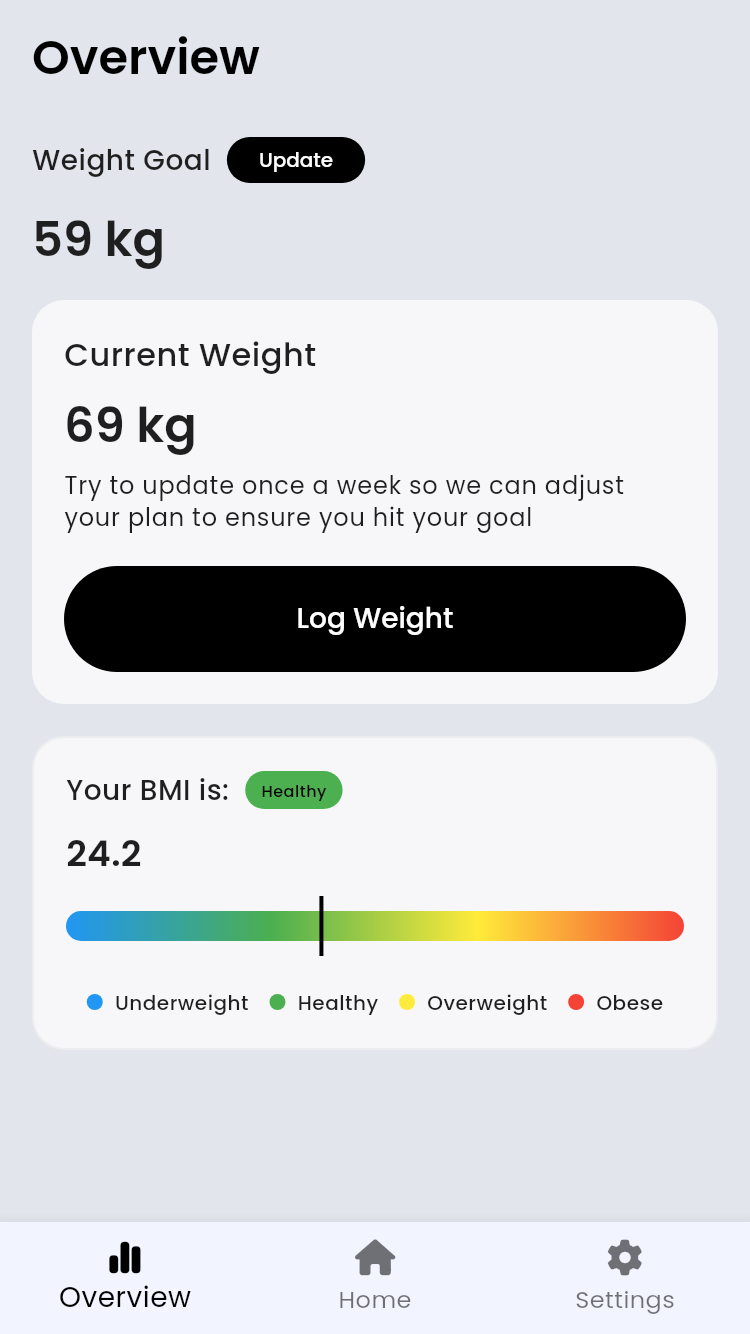 Overview
Weight Goal
Update
59 kg
Current Weight
69 kg
Try to update once a week so we can adjust
your plan to ensure you hit your goal
Log Weight
Your BMI is:
Healthy
24.2
Underweight
Healthy
Overweight
Obese
Overview
Home
Settings